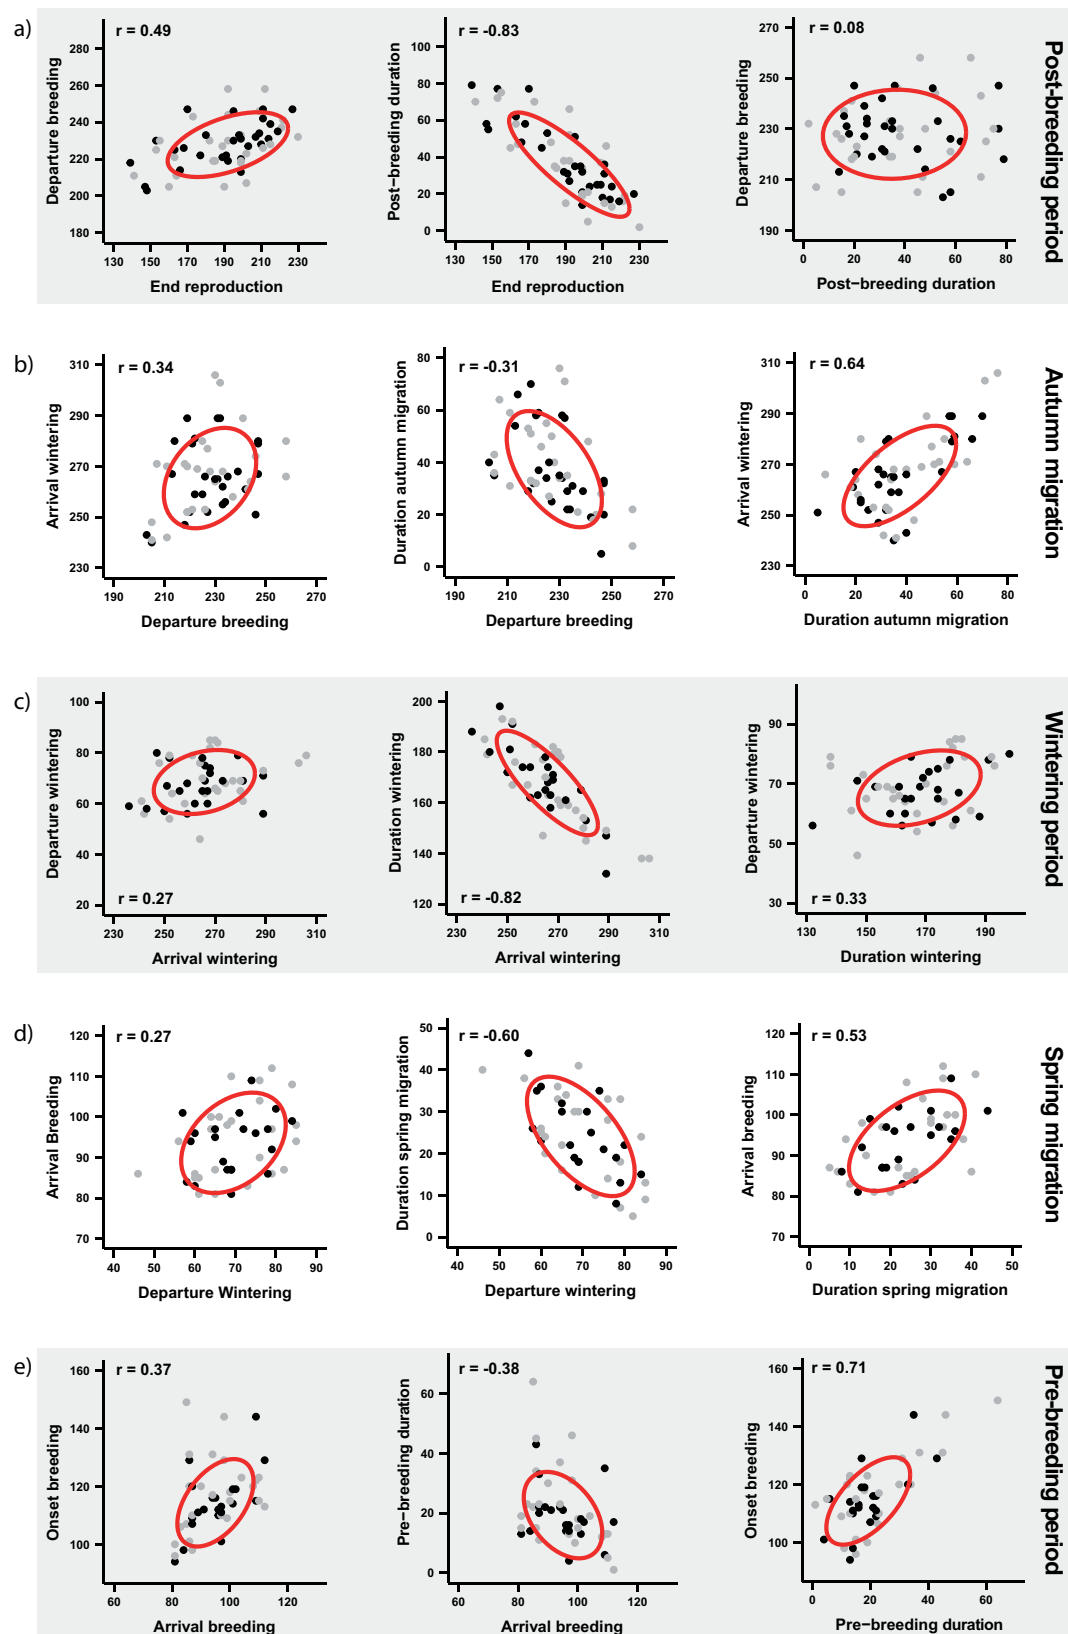 a)
r = 0.49
Departure breeding
280
260
240
220
200
180
130 150 170 190 210 230
End reproduction
r = -0.83
Post-breeding duration
100
80
60
40
20
0
130 150 170 190 210 230
End reproduction
r = 0.08
Departure breeding
270
250
230
210
190
0 20 40 60 80
Post-breeding duration
Post-breeding period
b)
r = 0.34
Arrival wintering
310
290
270
250
230
190 210 230 250 270
Departure breeding
r = -0.31
Duration autumn migration
80
60
40
20
0
190 210 230 250 270
Departure breeding
r = 0.64
Arrival wintering
310
290
270
250
230
0 20 40 60 80
Duration autumn migration
Autumn migration
c)
r = 0.27
Departure wintering
100
80
60
40
20
230 250 270 290 310
Arrival wintering
r = -0.82
Duration wintering
200
180
160
140
120
230 250 270 290 310
Arrival wintering
r = 0.33
Departure wintering
90
70
50
30
130 150 170 190
Duration wintering
Wintering period
d)
r = 0.27
Arrival Breeding
120
110
100
90
80
70
40 50 60 70 80 90
Departure Wintering
r = -0.60
Duration spring migration
50
40
30
20
10
0
40 50 60 70 80 90
Departure wintering
r = 0.53
Arrival breeding
120
110
100
90
80
70
0 10 20 30 40 50
Duration spring migration
Spring migration
e)
r = 0.37
Onset breeding
160
140
120
100
60 80 100 120
Arrival breeding
r = -0.38
Pre-breeding duration
60
40
20
0
60 80 100 120
Arrival breeding
r = 0.71
Onset breeding
160
140
120
100
0 20 40 60
Pre-breeding duration
Pre-breeding period